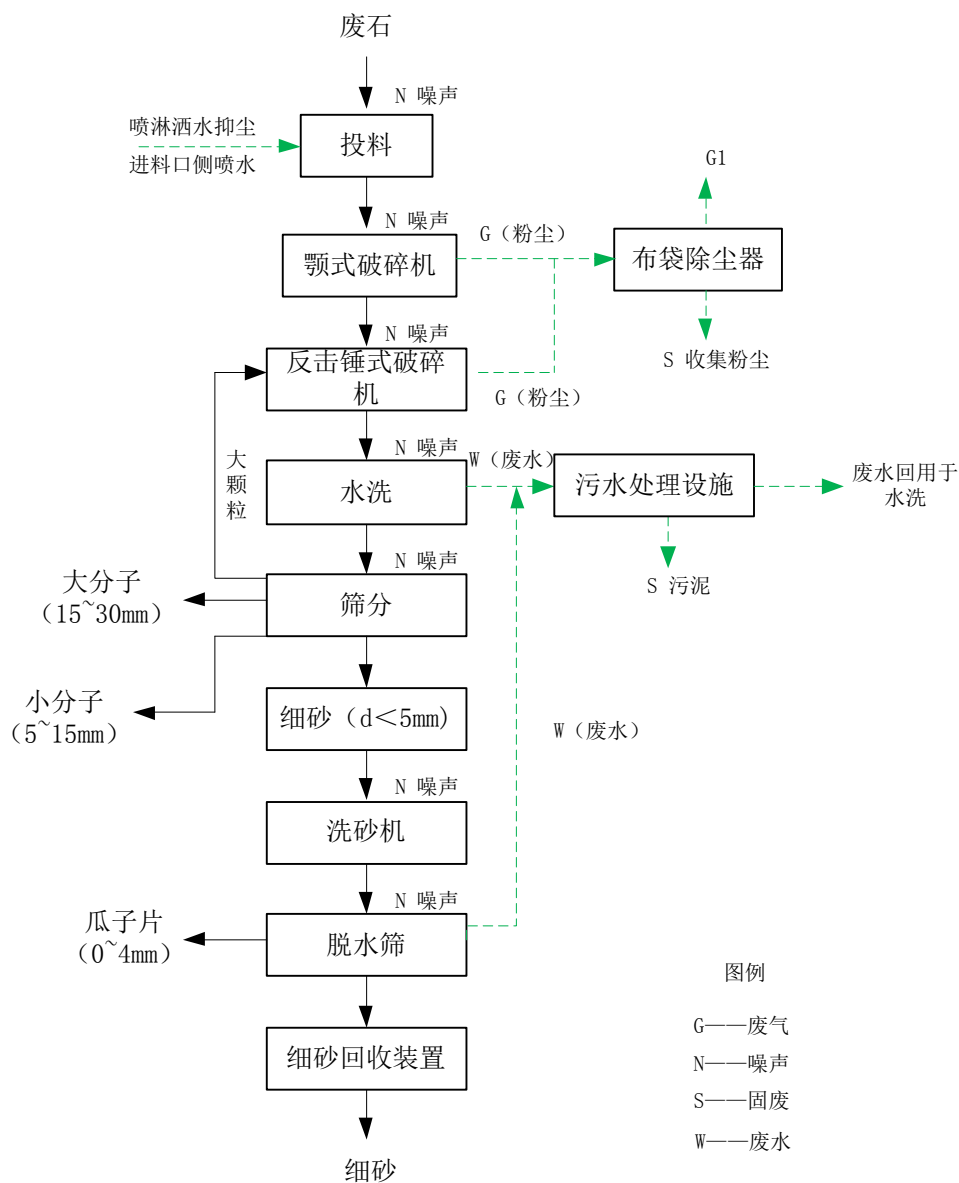 废石
N 噪声
喷淋洒水抑尘
进料口侧喷水
投料
G1
N 噪声
G（粉尘）
颚式破碎机
布袋除尘器
N 噪声
S 收集粉尘
反击锤式破碎
机
G（粉尘）
N 噪声
W（废水）
大
颗
粒
水洗
污水处理设施
废水回用于
水洗
N 噪声
S 污泥
大分子
（15~30mm）
筛分
小分子
（5~15mm）
细砂（d＜5mm)
W（废水）
N 噪声
洗砂机
N 噪声
瓜子片
（0~4mm）
脱水筛
图例
G——废气
细砂回收装置
N——噪声
S——固废
W——废水
细砂